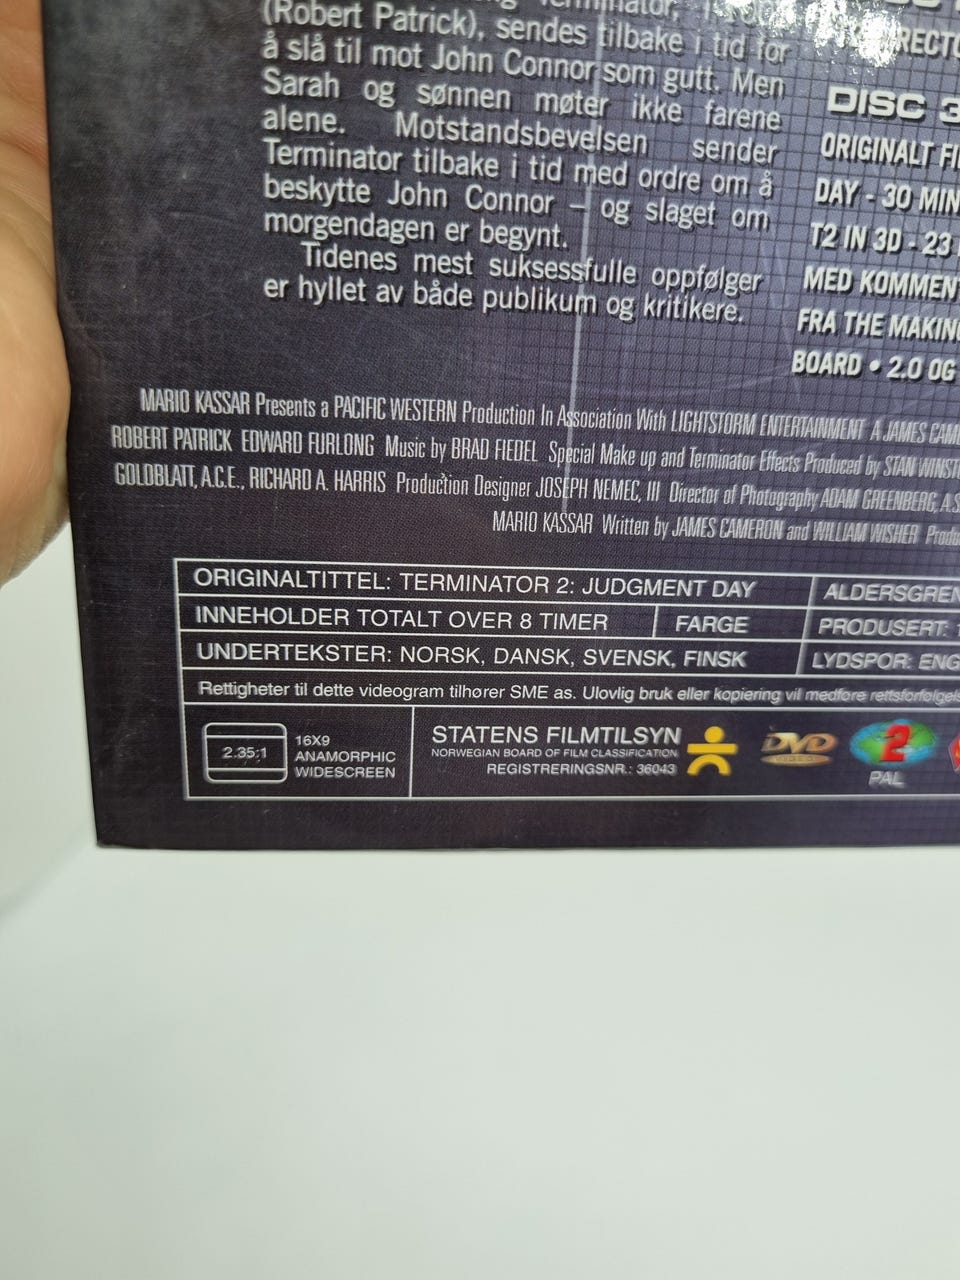 Terminator,
(Robert Patrick), sendes tilbake i tid for
å slå til mot John Connor som gutt. Men
Sarah og sønnen møter ikke farene
alene. Motstandsbevelsen sender
Terminator tilbake i tid med ordre om å
beskytte John Connor – og slaget om
morgendagen er begynt.
Tidenes mest suksessfulle oppfølger
er hyllet av både publikum og kritikere.
DISC 3
ORIGINALT
DAY - 30 MIN
T2 IN 3D - 23
MED KOMMEN
FRA THE MAKIN
BOARD • 2.0 OG
MARIO KASSAR Presents a PACIFIC WESTERN Production In Association With LIGHTSTORM ENTERTAINMENT A JAMES CAM
ROBERT PATRICK EDWARD FURLONG Music by BRAD FIEDEL Special Make up and Terminator Effects Produced by STAN WINST
GOLDBLATT, A.C.E., RICHARD A. HARRIS Production Designer JOSEPH NEMEC, III Director of Photography ADAM GREENBERG, A.S
MARIO KASSAR Written by JAMES CAMERON and WILLIAM WISHER Produ
ORIGINALTITTEL: TERMINATOR 2: JUDGMENT DAY ALDERSGREN
INNEHOLDER TOTALT OVER 8 TIMER FARGE PRODUSERT:
UNDERTEKSTER: NORSK, DANSK, SVENSK, FINSK LYDSPOR: ENG
Rettigheter til dette videogram tilhører SME as. Ulovlig bruk eller kopiering vil medføre rettsforfølgels
2.35:1
16X9
ANAMORPHIC
WIDESCREEN
STATENS FILMTILSYN
NORWEGIAN BOARD OF FILM CLASSIFICATION
REGISTRERINGSNR.: 36043
DVD
VIDEO
2
PAL